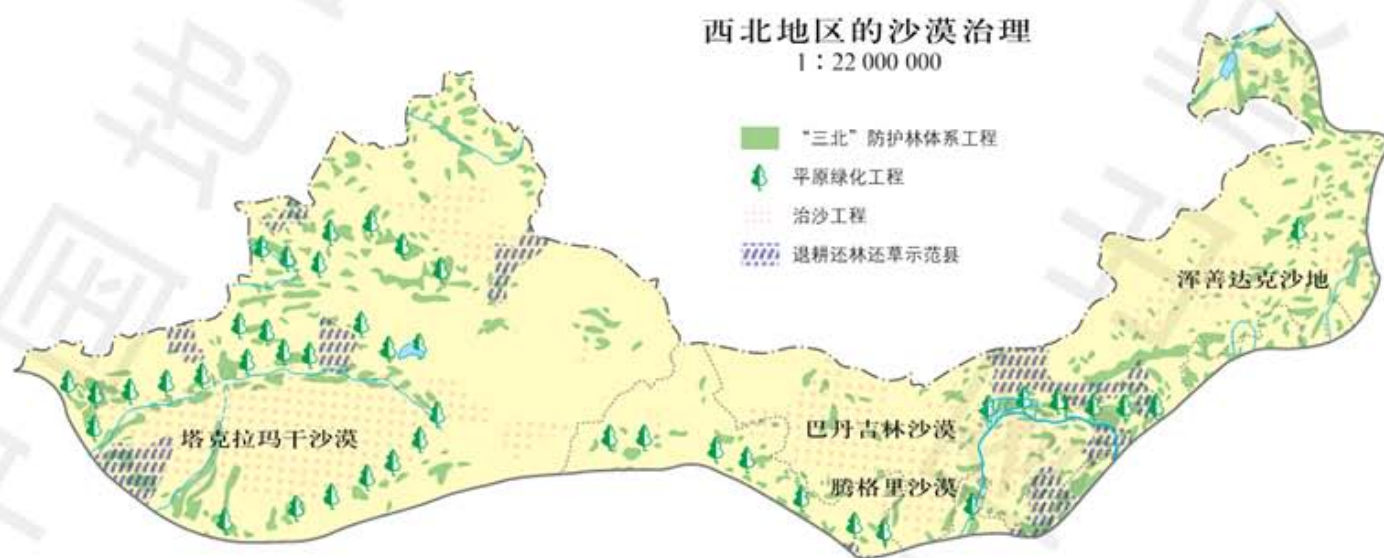 西北地区的沙漠治理
1：22 000 000
“三北”防护林体系工程
平原绿化工程
治沙工程
退耕还林还草示范县
浑善达克沙地
塔克拉玛干沙漠
巴丹吉林沙漠
腾格里沙漠